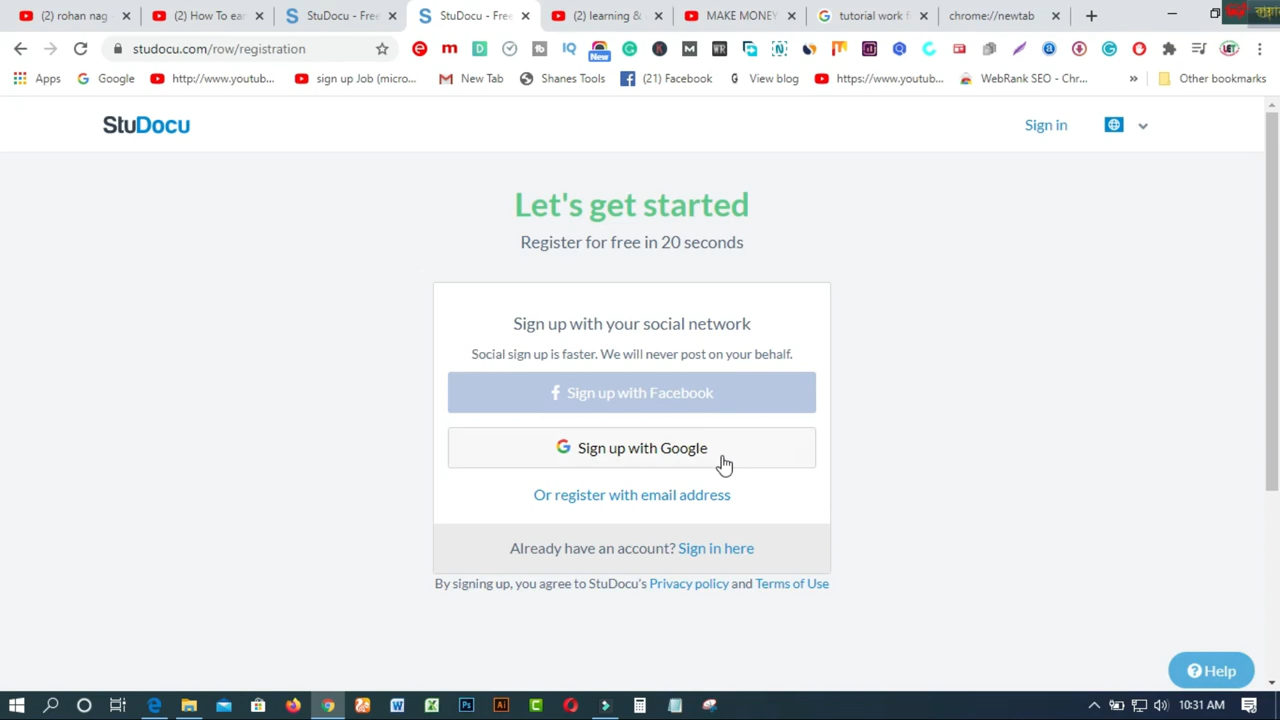 (2) rohan nag
(2) How To ear
StuDocu - Free
StuDocu - Free
(2) learning &
MAKE MONEY
tutorial work f
chrome://newtab
studocu.com/row/registration
New
Apps
Google
http://www.youtub...
sign up Job (micro...
New Tab
Shanes Tools
(21) Facebook
View blog
https://www.youtub...
WebRank SEO - Chr...
»
Other bookmarks
StuDocu
Sign in
Let's get started
Register for free in 20 seconds
Sign up with your social network
Social sign up is faster. We will never post on your behalf.
Sign up with Facebook
Sign up with Google
Or register with email address
Already have an account? Sign in here
By signing up, you agree to StuDocu's Privacy policy and Terms of Use
Help
10:31 AM